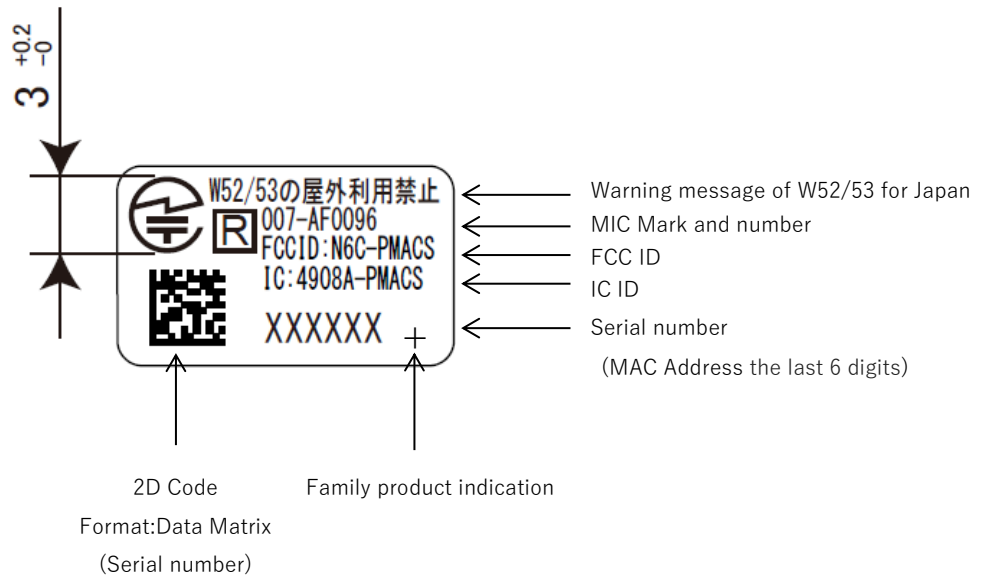 3 +0.2 −0
W52/53の屋外利用禁止
R 007-AF0096
FCCID:N6C-PMACS
IC:4908A-PMACS
XXXXXX +
Warning message of W52/53 for Japan
MIC Mark and number
FCC ID
IC ID
Serial number
(MAC Address the last 6 digits)
2D Code
Format:Data Matrix
(Serial number)
Family product indication